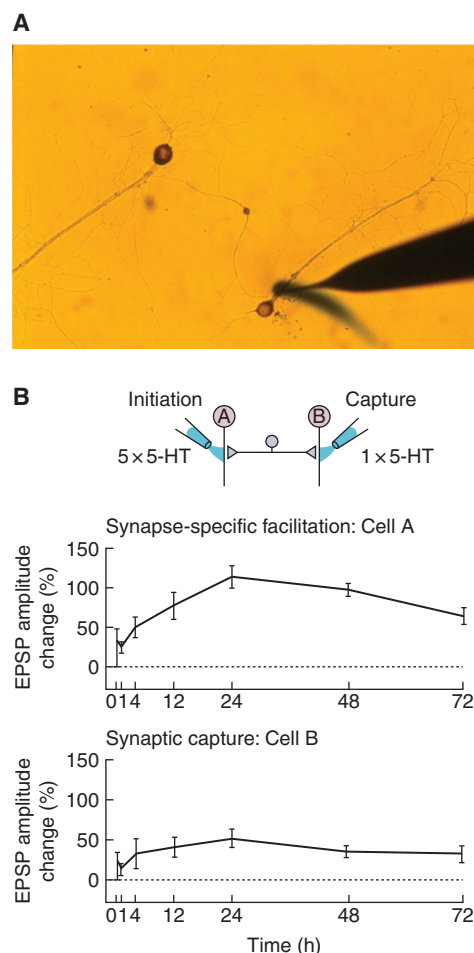 A
B
Initiation
Capture
A
B
5 × 5-HT
1 × 5-HT
Synapse-specific facilitation: Cell A
EPSP amplitude
change (%)
150
100
50
0
0 1 4 12 24 48 72
Synaptic capture: Cell B
EPSP amplitude
change (%)
150
100
50
0
0 1 4 12 24 48 72
Time (h)